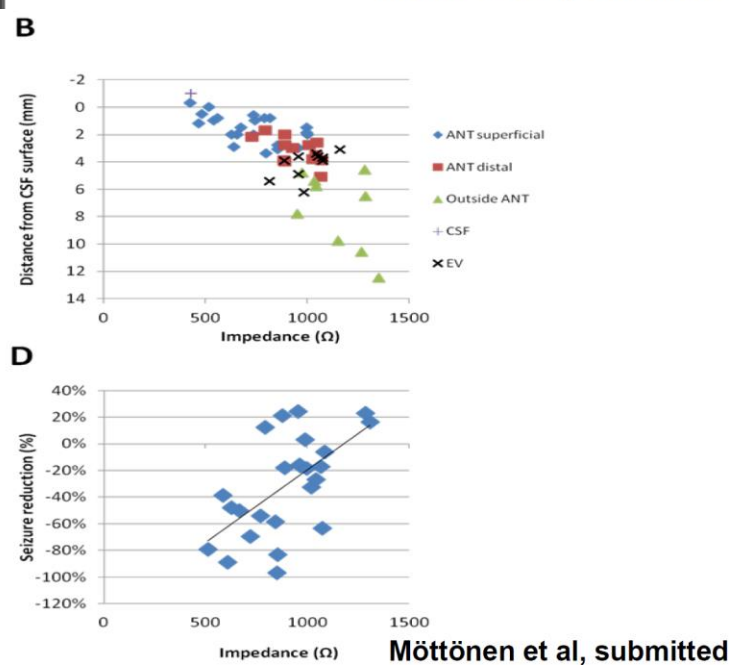 B
Distance from CSF surface (mm)
-2
0
2
4
6
8
10
12
14
0 500 1000 1500
Impedance (Ω)
ANT superficial
ANT distal
Outside ANT
CSF
EV
D
Seizure reduction (%)
40%
20%
0%
-20%
-40%
-60%
-80%
-100%
-120%
0 500 1000 1500
Impedance (Ω)
Möttönen et al, submitted